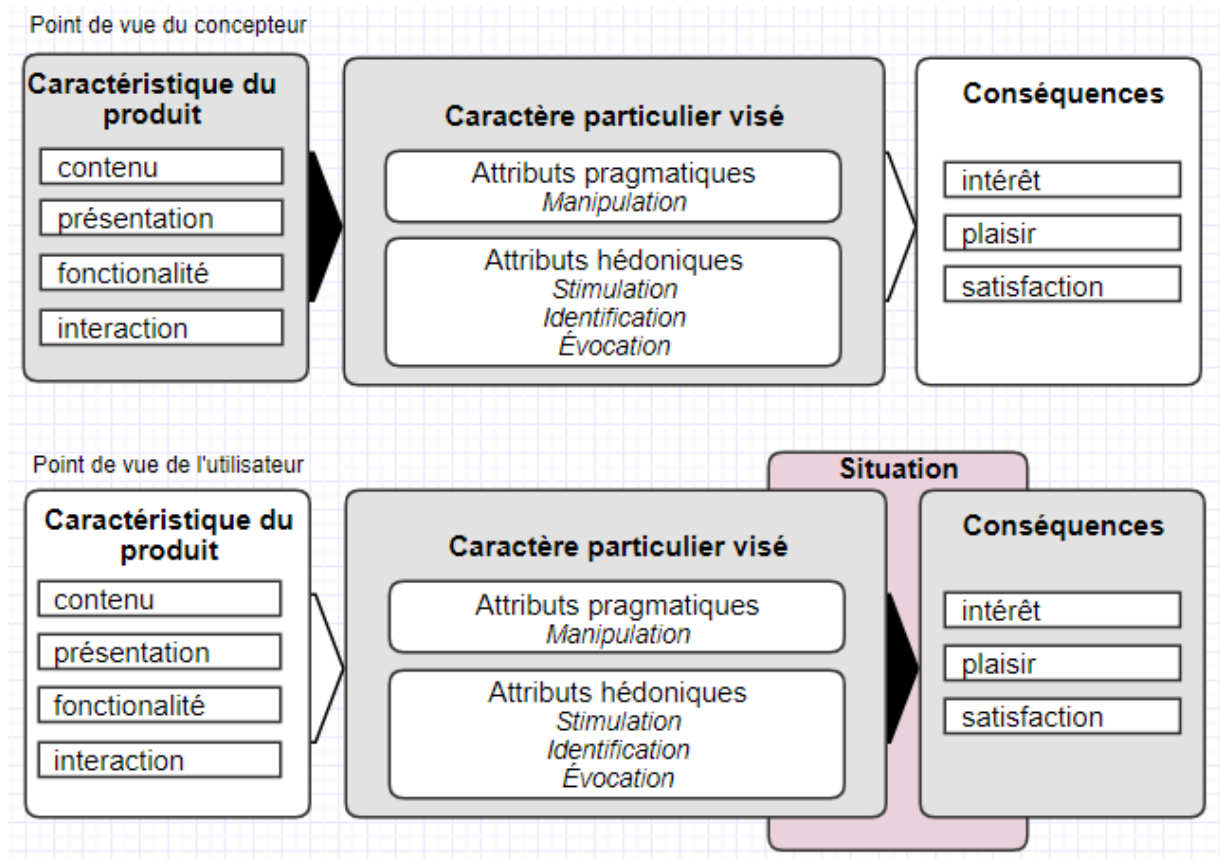 Point de vue du concepteur
Caractéristique du
produit
contenu
présentation
fonctionalité
interaction
Caractère particulier visé
Attributs pragmatiques
Manipulation
Attributs hédoniques
Stimulation
Identification
Évocation
Conséquences
intérêt
plaisir
satisfaction
Point de vue de l'utilisateur
Caractéristique du
produit
contenu
présentation
fonctionalité
interaction
Caractère particulier visé
Attributs pragmatiques
Manipulation
Attributs hédoniques
Stimulation
Identification
Évocation
Situation
Conséquences
intérêt
plaisir
satisfaction